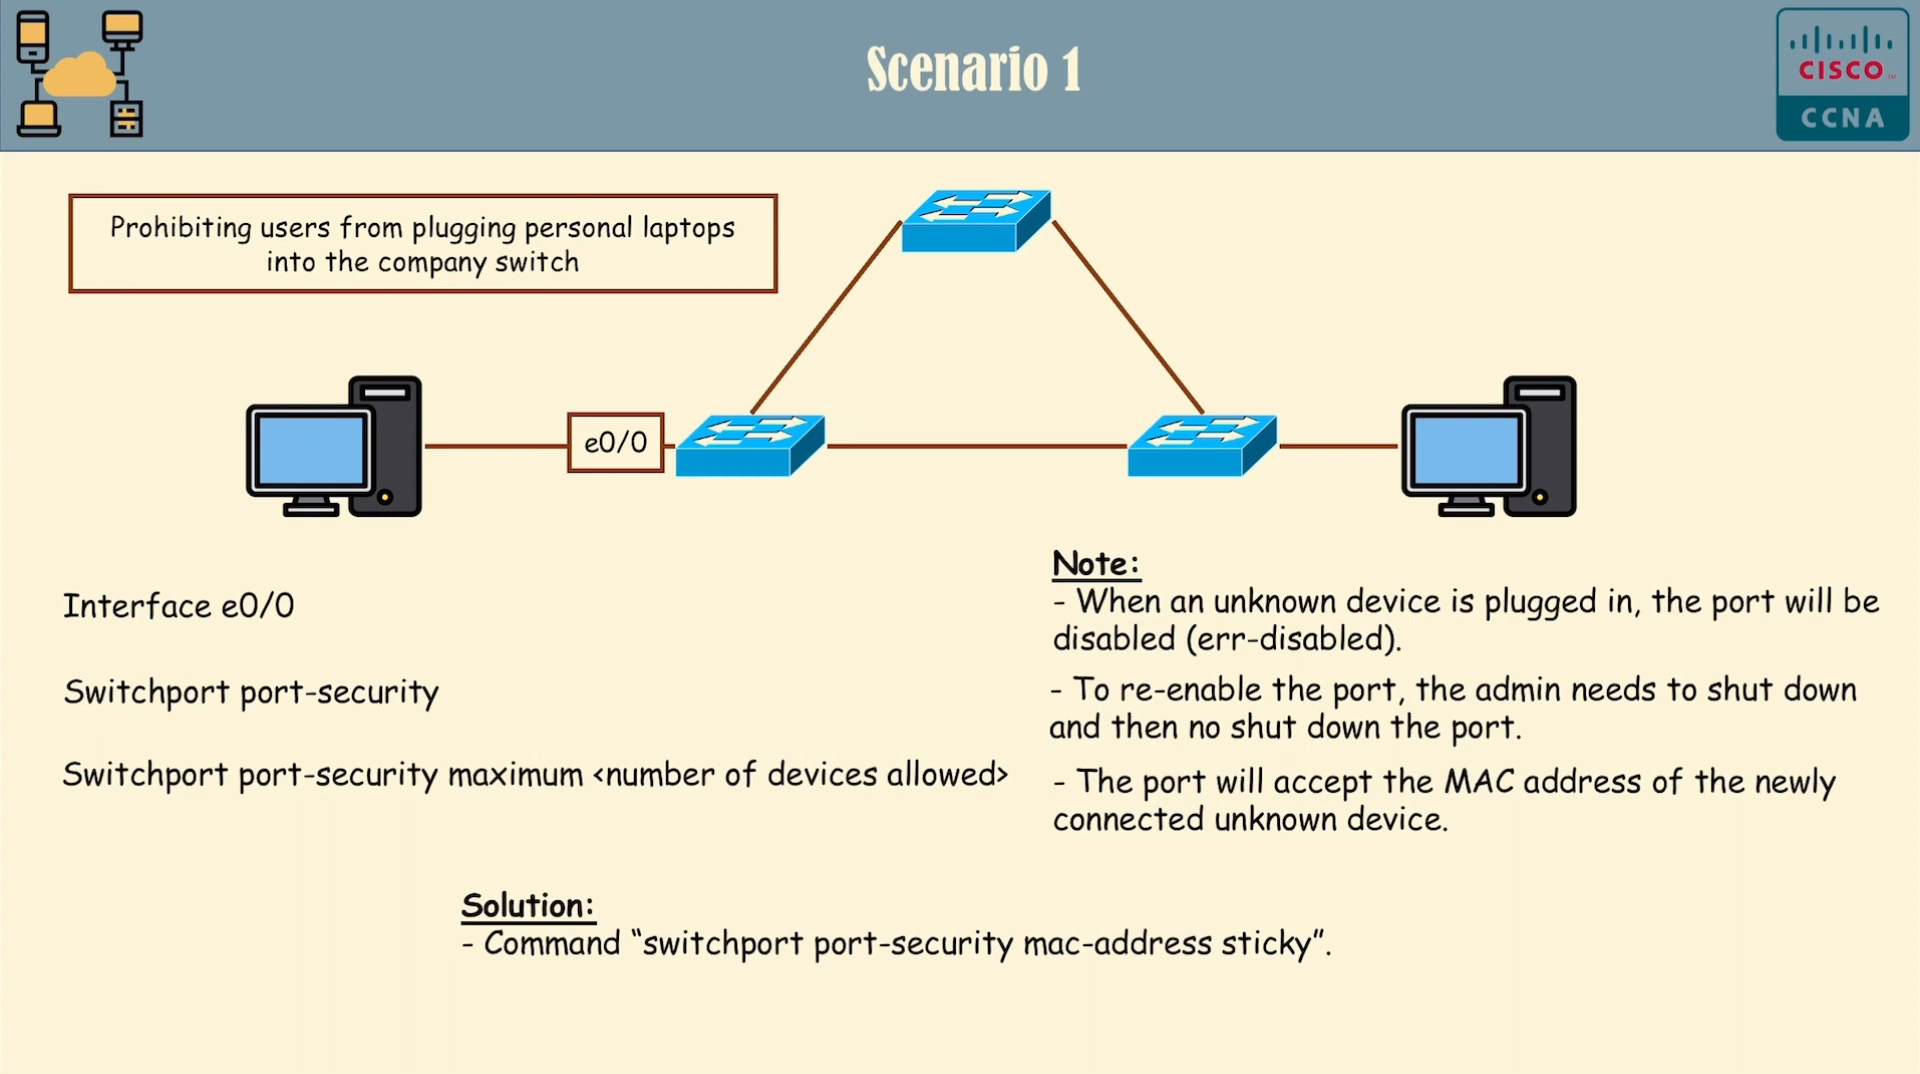 Scenario 1
CISCO
CCNA
Prohibiting users from plugging personal laptops
into the company switch
e0/0
Interface e0/0
Switchport port-security
Switchport port-security maximum <number of devices allowed>
Note:
- When an unknown device is plugged in, the port will be
disabled (err-disabled).
- To re-enable the port, the admin needs to shut down
and then no shut down the port.
- The port will accept the MAC address of the newly
connected unknown device.
Solution:
- Command “switchport port-security mac-address sticky”.